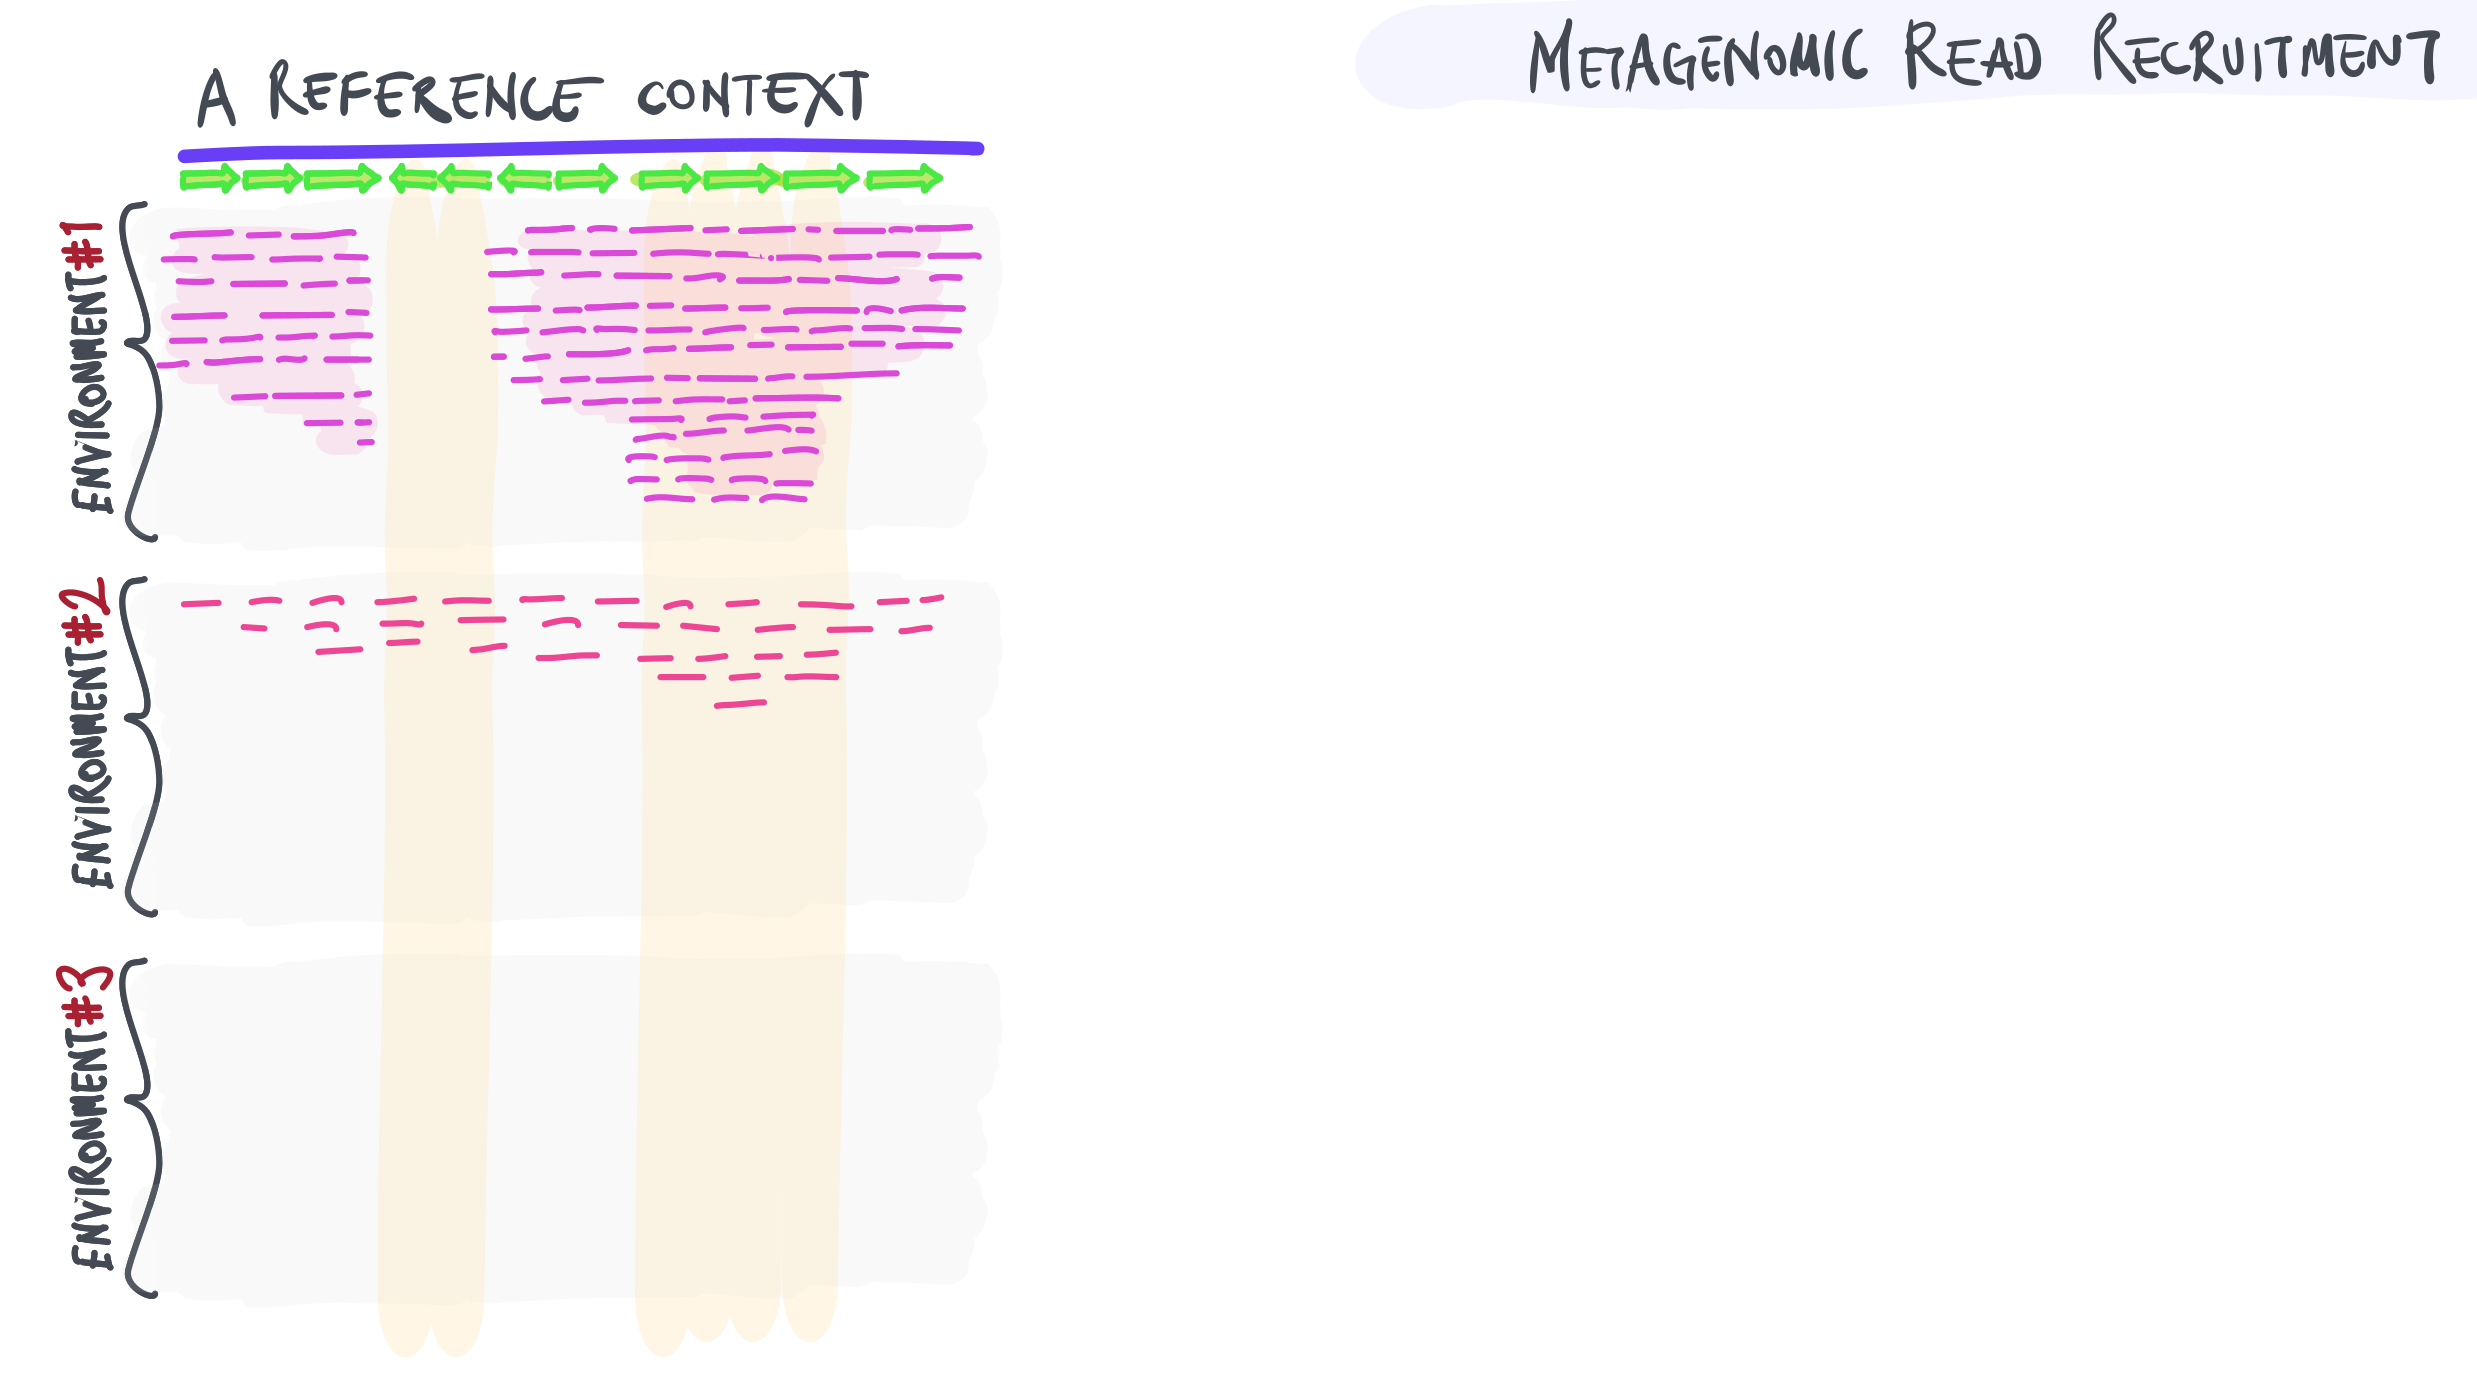 METAGENOMIC READ RECRUITMENT
A REFERENCE CONTEXT
ENVIRONMENT #1
ENVIRONMENT #2
ENVIRONMENT #3